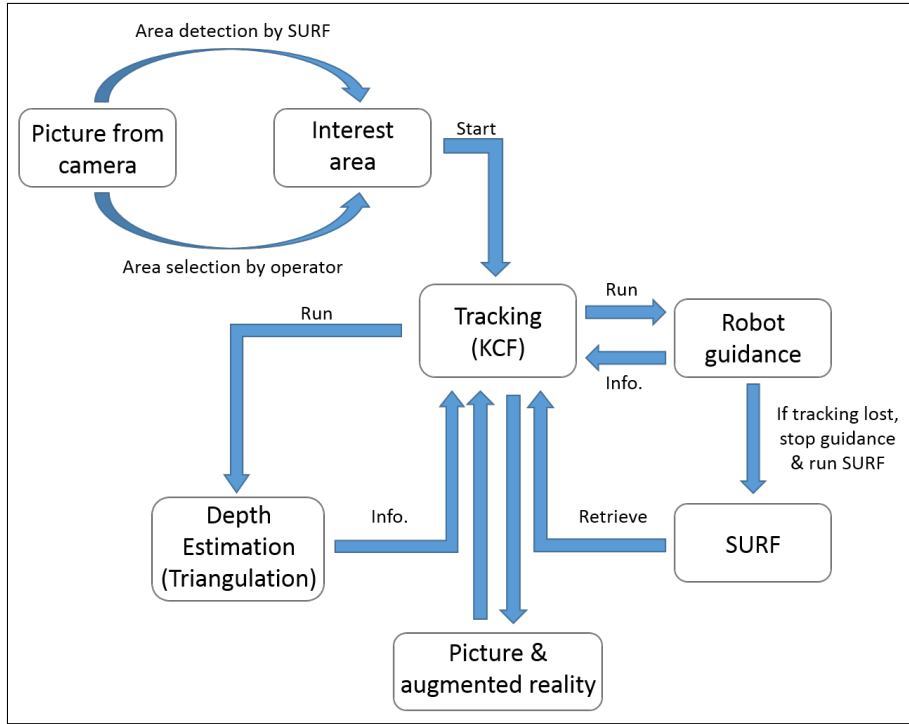 Area detection by SURF
Picture from
camera
Interest
area
Start
Area selection by operator
Run
Tracking
(KCF)
Run
Info.
Robot
guidance
If tracking lost,
stop guidance
& run SURF
Depth
Estimation
(Triangulation)
Info.
Retrieve
SURF
Picture &
augmented reality